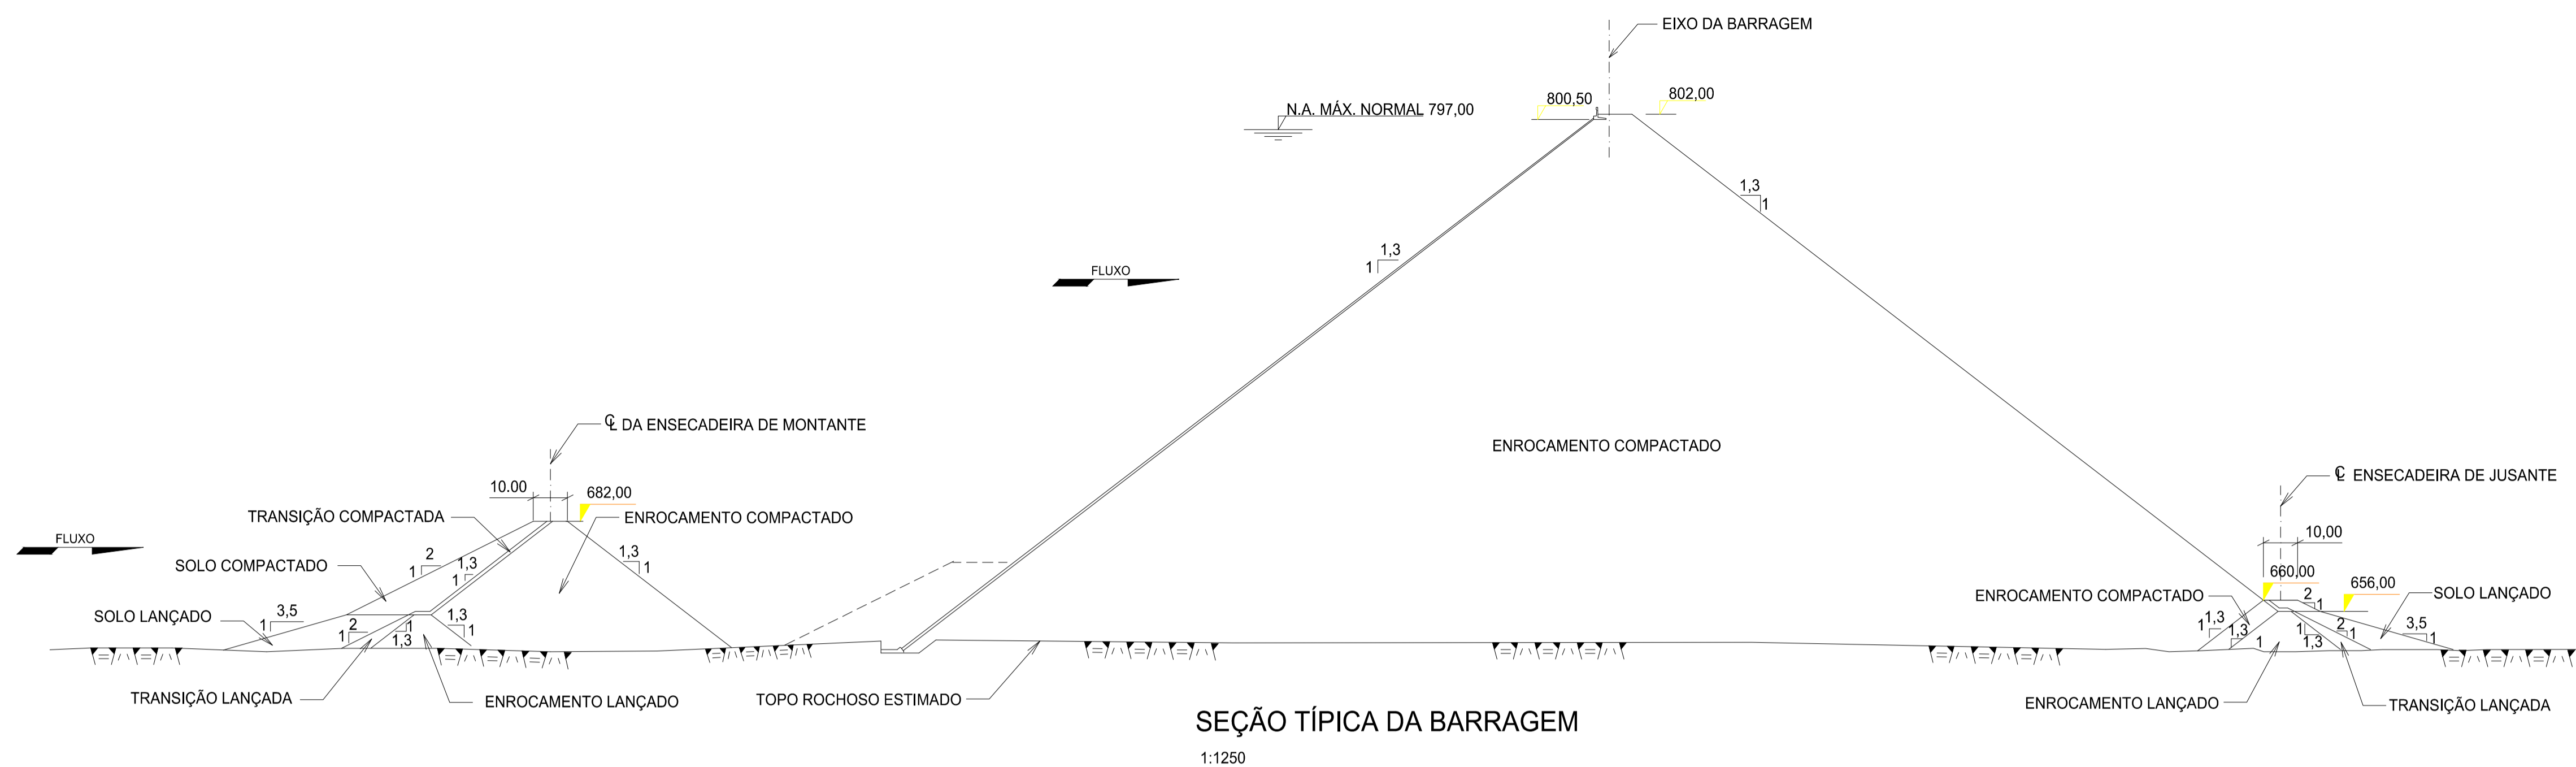 EIXO DA BARRAGEM
N.A. MÁX. NORMAL 797,00
800,50
802,00
1,3
1
1,3
1
FLUXO
ENROCAMENTO COMPACTADO
℄ DA ENSECADEIRA DE MONTANTE
10.00
682,00
TRANSIÇÃO COMPACTADA
ENROCAMENTO COMPACTADO
FLUXO
2
1
1,3
1
1,3
1
SOLO COMPACTADO
SOLO LANÇADO
3,5
1
2
1
1
1,3
1,3
1
TRANSIÇÃO LANÇADA
ENROCAMENTO LANÇADO
TOPO ROCHOSO ESTIMADO
℄ ENSECADEIRA DE JUSANTE
10,00
660,00
656,00
ENROCAMENTO COMPACTADO
2
1
SOLO LANÇADO
1,3
1
1,3
1
1
1,3
2
1
3,5
1
ENROCAMENTO LANÇADO
TRANSIÇÃO LANÇADA
SEÇÃO TÍPICA DA BARRAGEM
1:1250